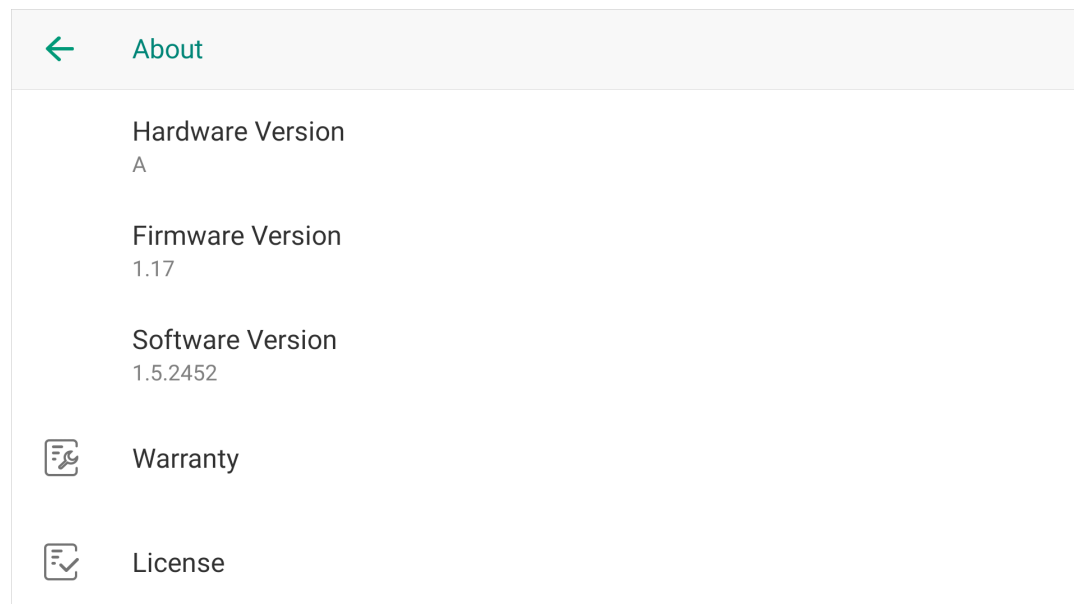 About
Hardware Version
A
Firmware Version
1.17
Software Version
1.5.2452
Warranty
License